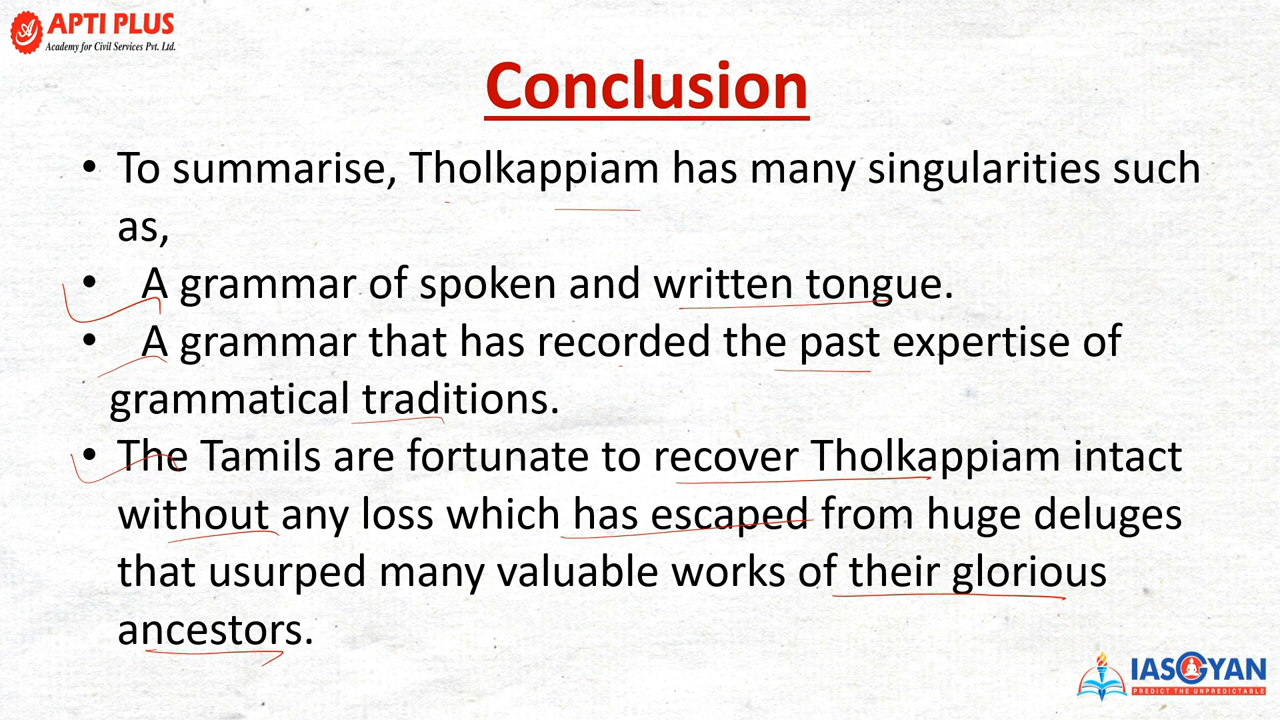 APTI PLUS
Academy for Civil Services Pvt. Ltd.
Conclusion
• To summarise, Tholkappiam has many singularities such
as,
• A grammar of spoken and written tongue.
• A grammar that has recorded the past expertise of
grammatical traditions.
• The Tamils are fortunate to recover Tholkappiam intact
without any loss which has escaped from huge deluges
that usurped many valuable works of their glorious
ancestors.
IASGYAN
PREDICT THE UNPREDICTABLE